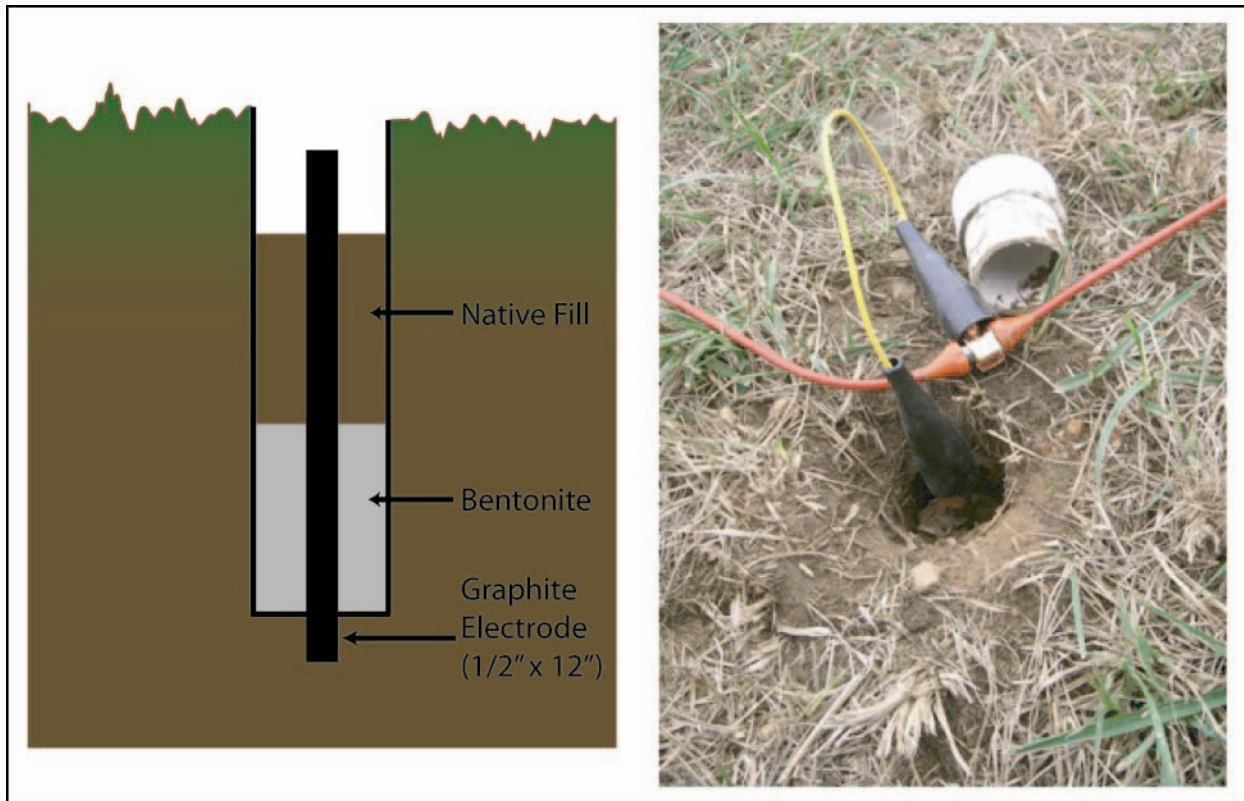 Native Fill
Bentonite
Graphite
Electrode
(1/2” x 12”)